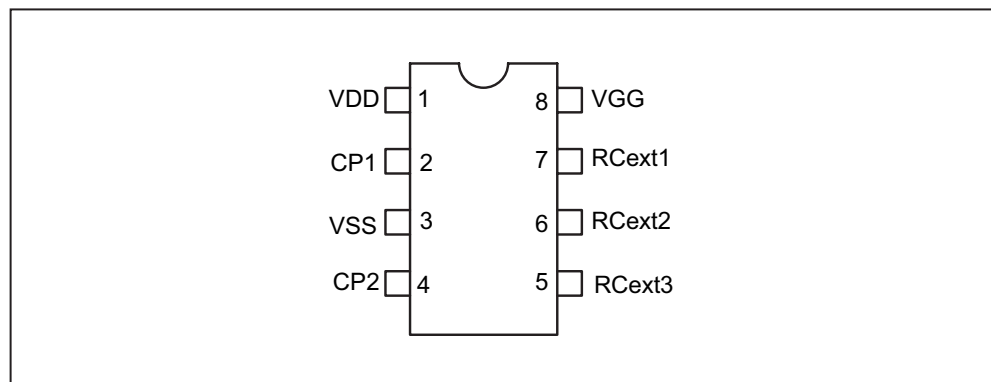 VDD 1 8 VGG
CP1 2 7 RCext1
VSS 3 6 RCext2
CP2 4 5 RCext3